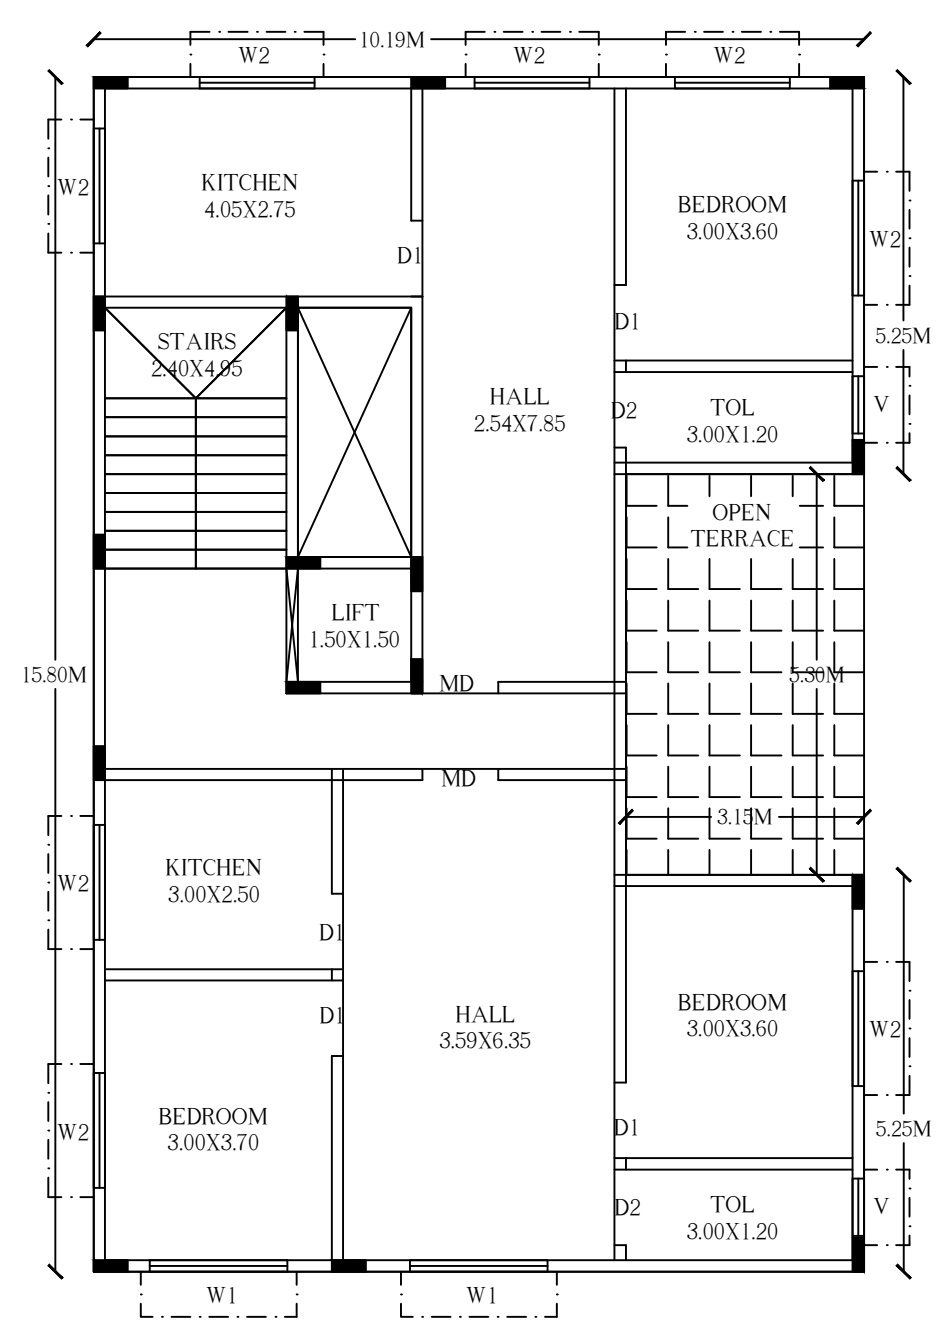 10.19M
W2
W2
W2
W2
KITCHEN
4.05X2.75
BEDROOM
3.00X3.60
W2
D1
D1
5.25M
STAIRS
2.40X4.95
HALL
2.54X7.85
D2
TOL
3.00X1.20
V
OPEN
TERRACE
LIFT
1.50X1.50
15.80M
5.30M
MD
MD
3.15M
KITCHEN
3.00X2.50
W2
D1
D1
HALL
3.59X6.35
BEDROOM
3.00X3.60
W2
BEDROOM
3.00X3.70
W2
D1
5.25M
D2
TOL
3.00X1.20
V
W1
W1